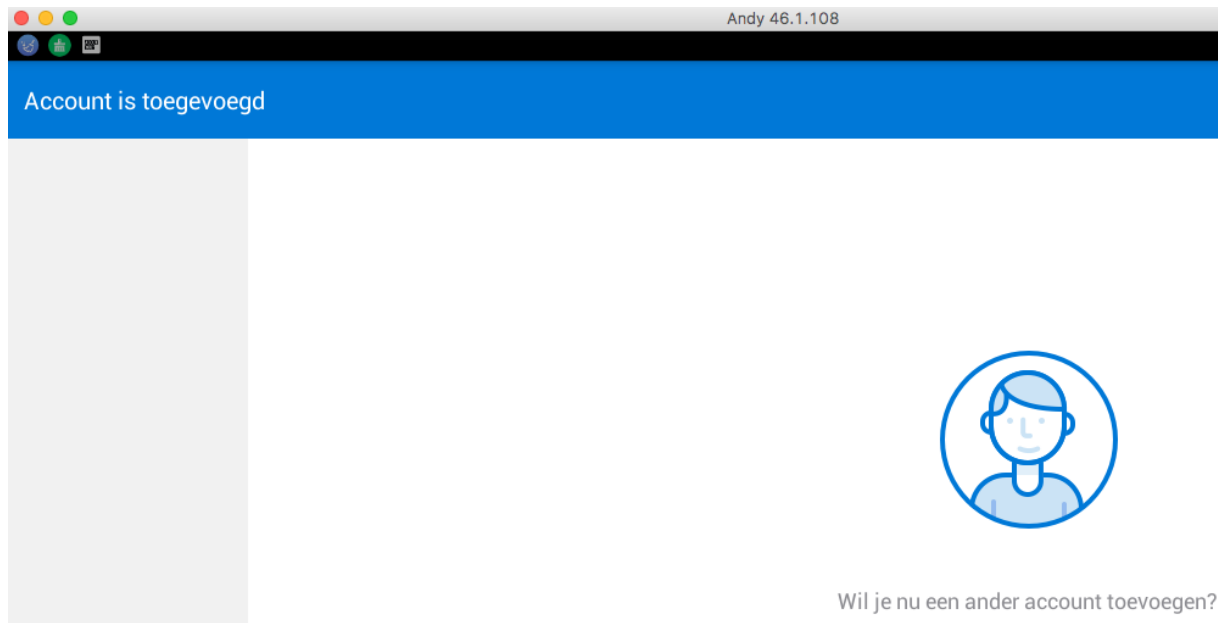 Andy 46.1.108
Account is toegevoegd
Wil je nu een ander account toevoegen?